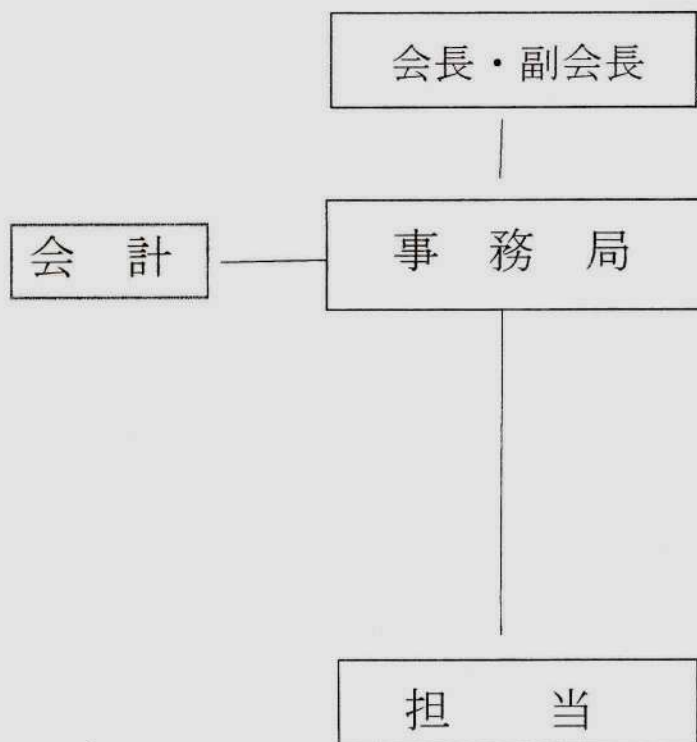 会長・副会長
会 計
事 務 局
担 当